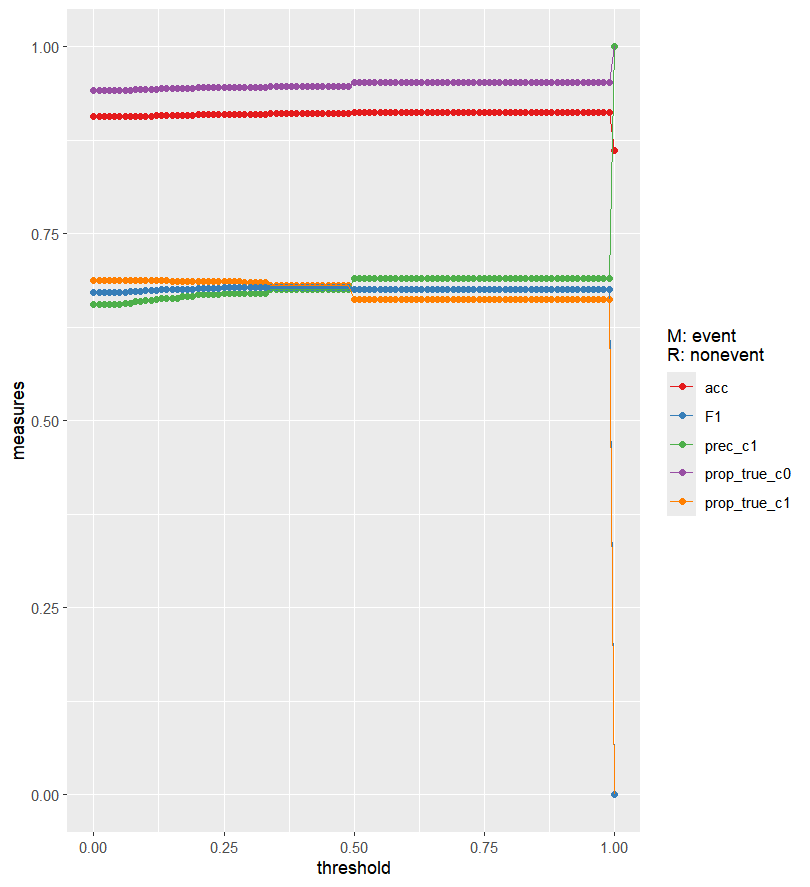 1.00
0.75
0.50
0.25
0.00
measures
0.00 0.25 0.50 0.75 1.00
threshold
M: event
R: nonevent
acc
F1
prec_c1
prop_true_c0
prop_true_c1